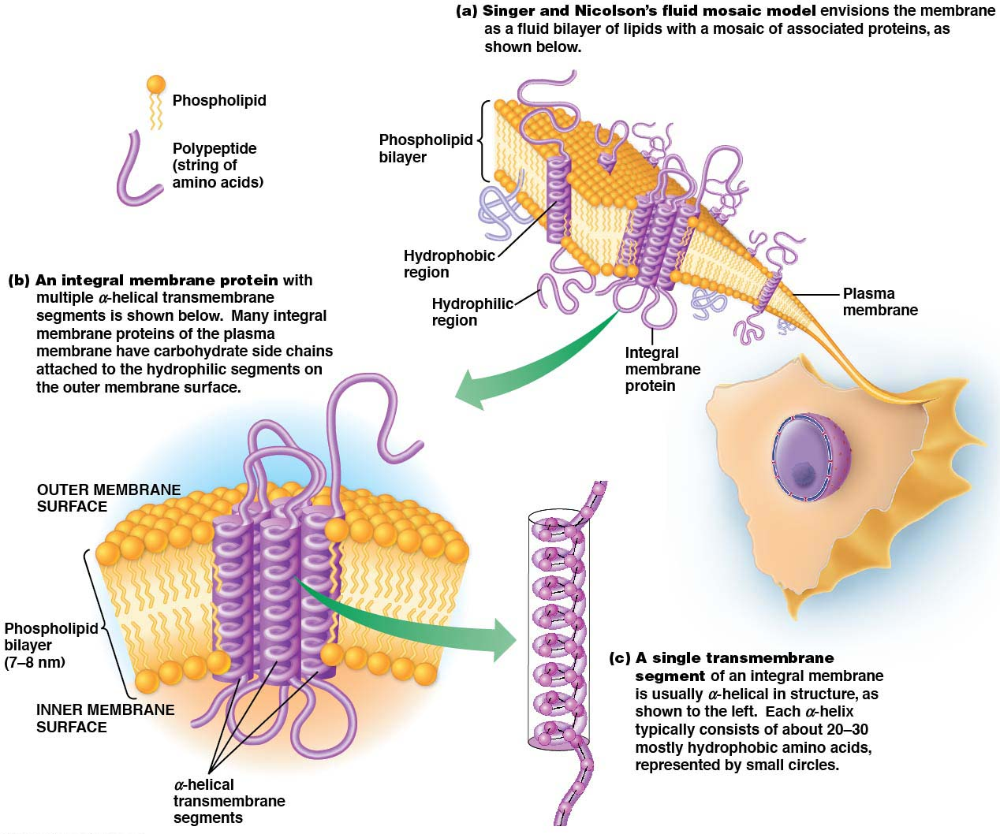 (a) Singer and Nicolson's fluid mosaic model envisions the membrane
as a fluid bilayer of lipids with a mosaic of associated proteins, as
shown below.
Phospholipid
Polypeptide
(string of
amino acids)
Phospholipid
bilayer
Hydrophobic
region
Hydrophilic
region
Integral
membrane
protein
Plasma
membrane
(b) An integral membrane protein with
multiple α-helical transmembrane
segments is shown below. Many integral
membrane proteins of the plasma
membrane have carbohydrate side chains
attached to the hydrophilic segments on
the outer membrane surface.
OUTER MEMBRANE
SURFACE
Phospholipid
bilayer
(7–8 nm)
INNER MEMBRANE
SURFACE
α-helical
transmembrane
segments
(c) A single transmembrane
segment of an integral membrane
is usually α-helical in structure, as
shown to the left. Each α-helix
typically consists of about 20–30
mostly hydrophobic amino acids,
represented by small circles.